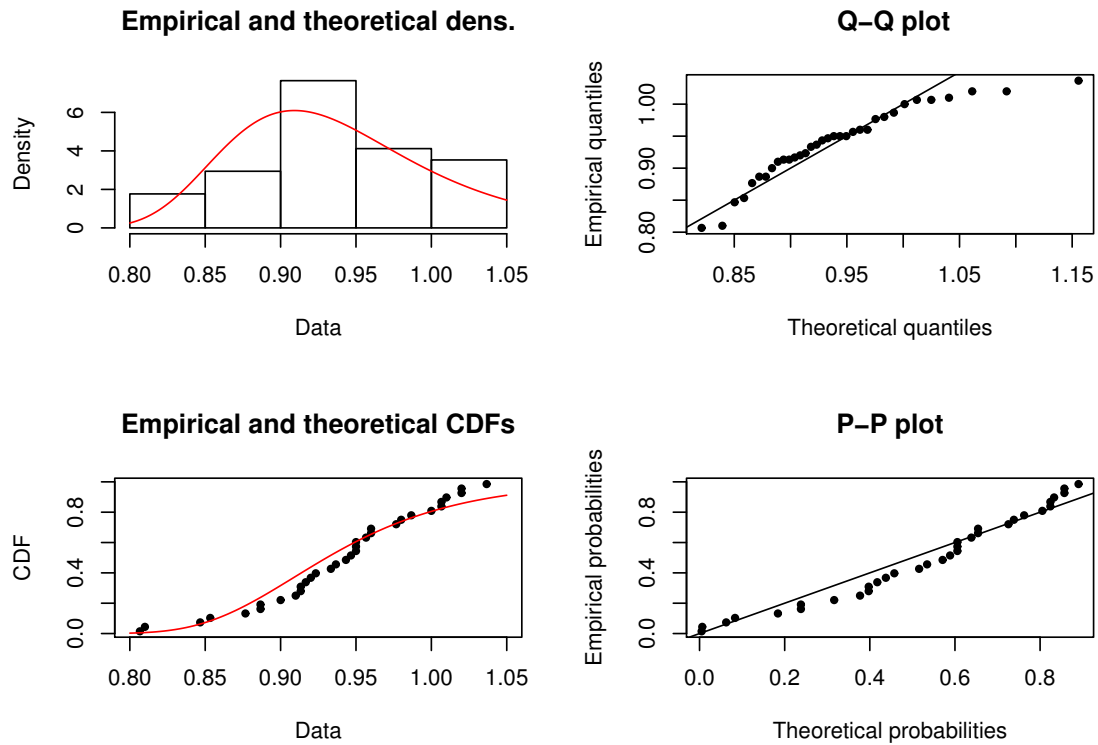 Empirical and theoretical dens.
Density
0 2 4 6
0.80 0.85 0.90 0.95 1.00 1.05
Data
Q−Q plot
Empirical quantiles
0.80 0.90 1.00
0.85 0.95 1.05 1.15
Theoretical quantiles
Empirical and theoretical CDFs
CDF
0.0 0.4 0.8
0.80 0.85 0.90 0.95 1.00 1.05
Data
P−P plot
Empirical probabilities
0.0 0.4 0.8
0.0 0.2 0.4 0.6 0.8
Theoretical probabilities